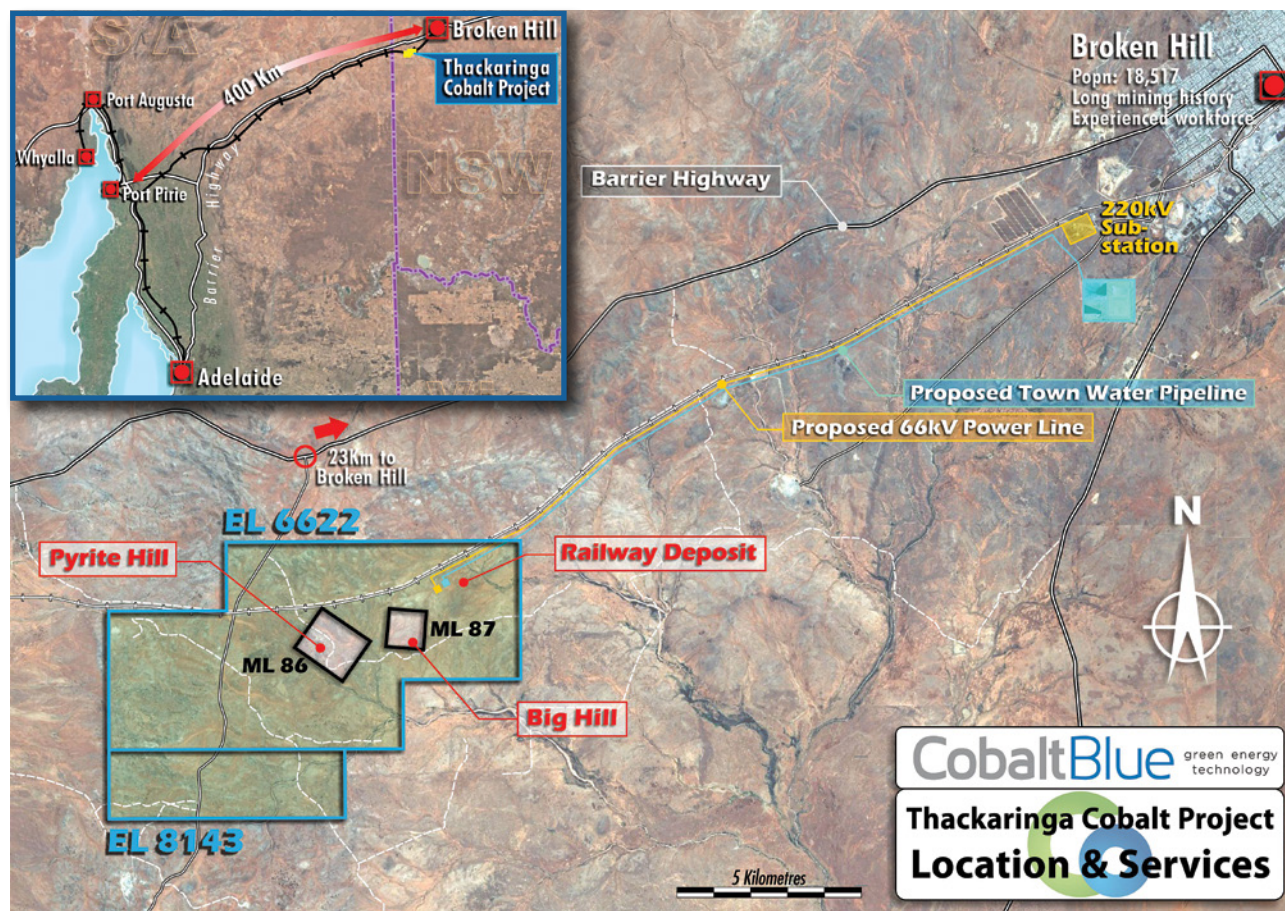 SA
Broken Hill
Thackaringa
Cobalt Project
400 Km
Port Augusta
Whyalla
Port Pirie
NSW
Barrier Highway
Adelaide
Broken Hill
Popn: 18,517
Long mining history
Experienced workforce
Barrier Highway
220kV
Sub-
station
Proposed Town Water Pipeline
Proposed 66kV Power Line
23Km to
Broken Hill
EL 6622
Pyrite Hill
Railway Deposit
ML 87
ML 86
Big Hill
EL 8143
N
5 Kilometres
CobaltBlue
green energy
technology
Thackaringa Cobalt Project
Location & Services